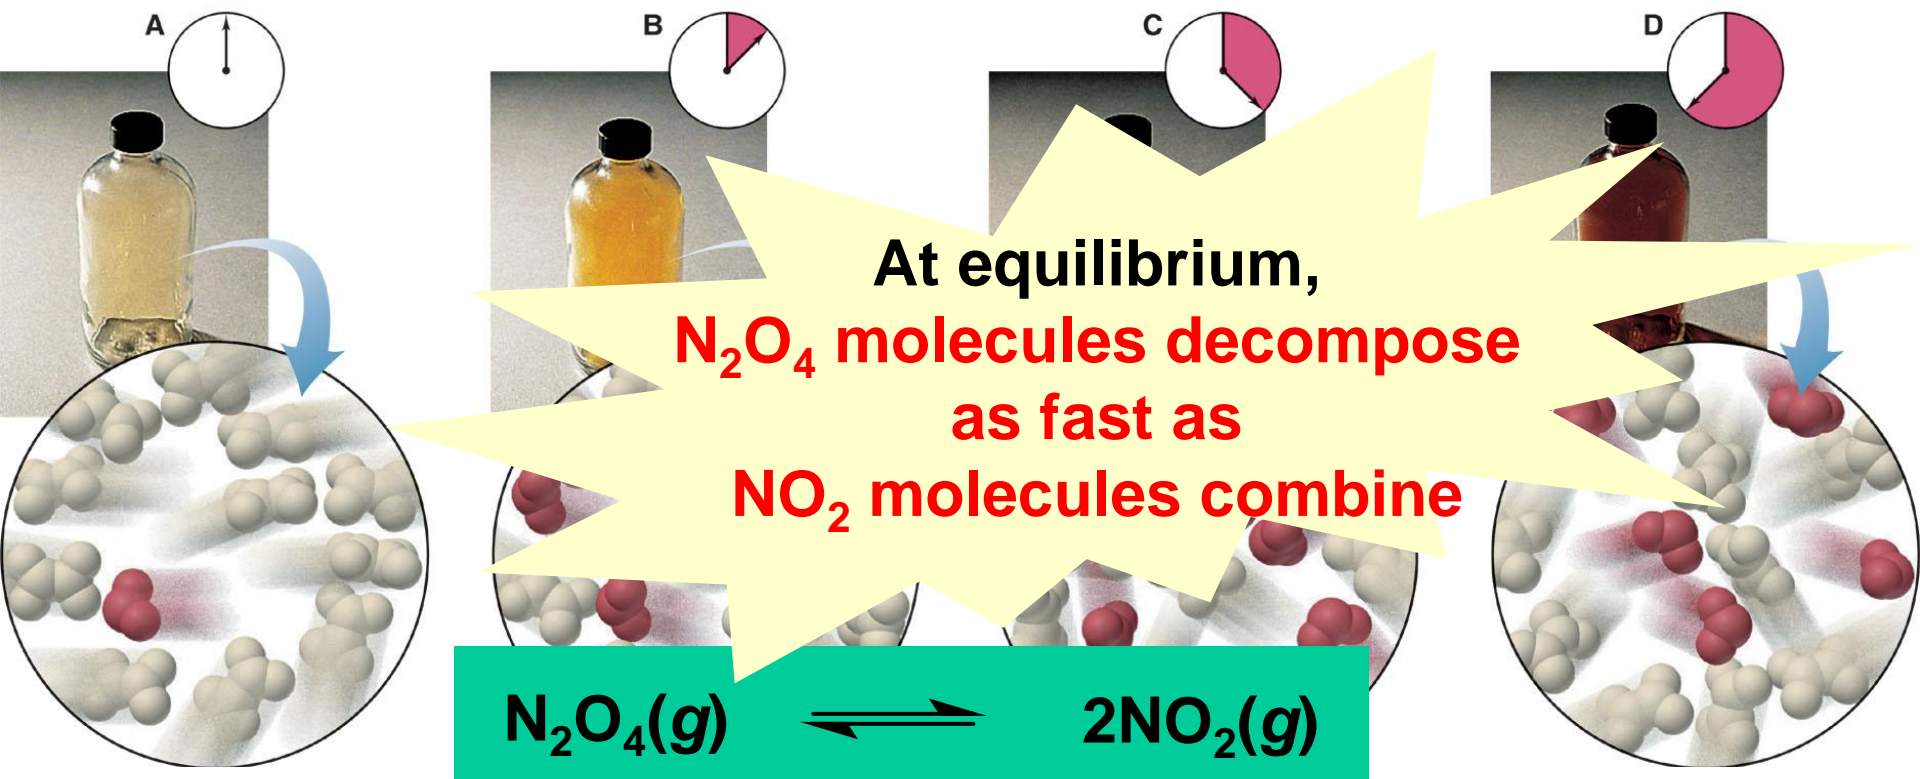 A B C D
At equilibrium,
N₂O₄ molecules decompose
as fast as
NO₂ molecules combine
N₂O₄(g) ⇌ 2NO₂(g)